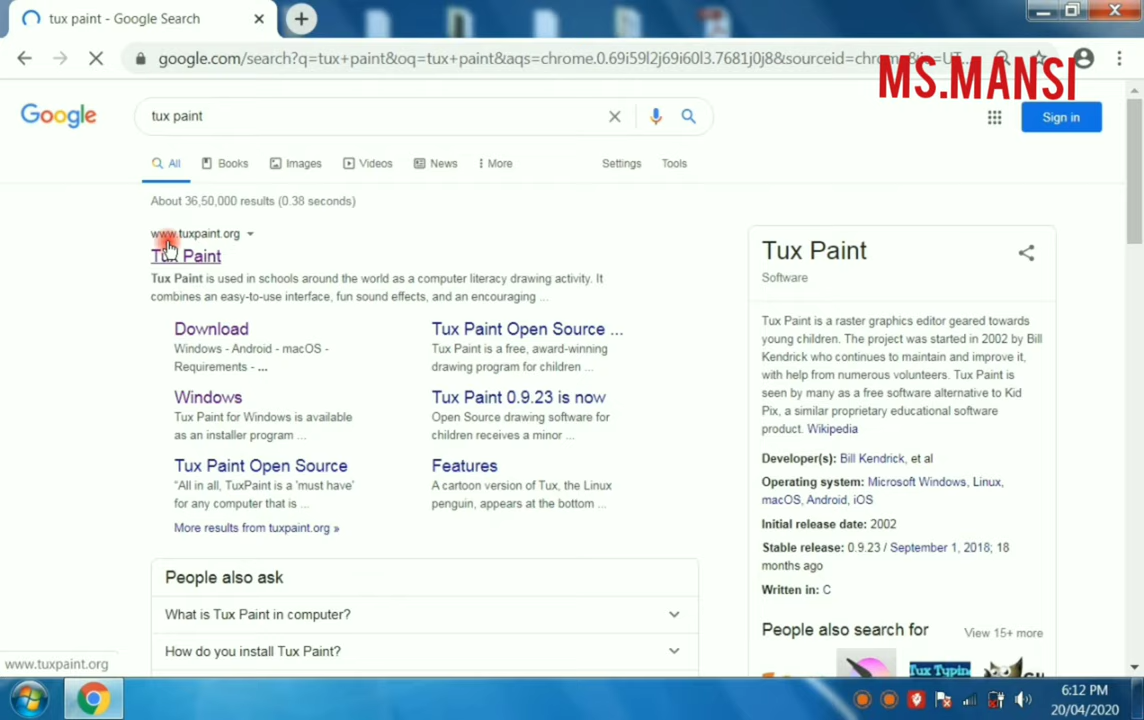 tux paint - Google Search
google.com/search?q=tux+paint&oq=tux+paint&aqs=chrome.0.69i59l2j69i60l3.7681j0j8&sourceid=chro
MS.MANSI
Google
tux paint
Sign in
All
Books
Images
Videos
News
More
Settings
Tools
About 36,50,000 results (0.38 seconds)
www.tuxpaint.org
Tux Paint
Tux Paint is used in schools around the world as a computer literacy drawing activity. It
combines an easy-to-use interface, fun sound effects, and an encouraging ...
Download
Windows - Android - macOS -
Requirements - ...
Tux Paint Open Source ...
Tux Paint is a free, award-winning
drawing program for children ...
Windows
Tux Paint for Windows is available
as an installer program ...
Tux Paint 0.9.23 is now
Open Source drawing software for
children receives a minor ...
Tux Paint Open Source
“All in all, TuxPaint is a 'must have'
for any computer that is ...
Features
A cartoon version of Tux, the Linux
penguin, appears at the bottom ...
More results from tuxpaint.org »
People also ask
What is Tux Paint in computer?
How do you install Tux Paint?
Tux Paint
Software
Tux Paint is a raster graphics editor geared towards
young children. The project was started in 2002 by Bill
Kendrick who continues to maintain and improve it,
with help from numerous volunteers. Tux Paint is
seen by many as a free software alternative to Kid
Pix, a similar proprietary educational software
product. Wikipedia
Developer(s): Bill Kendrick, et al
Operating system: Microsoft Windows, Linux,
macOS, Android, iOS
Initial release date: 2002
Stable release: 0.9.23 / September 1, 2018; 18
months ago
Written in: C
People also search for
View 15+ more
Tux Typing
www.tuxpaint.org
6:12 PM
20/04/2020